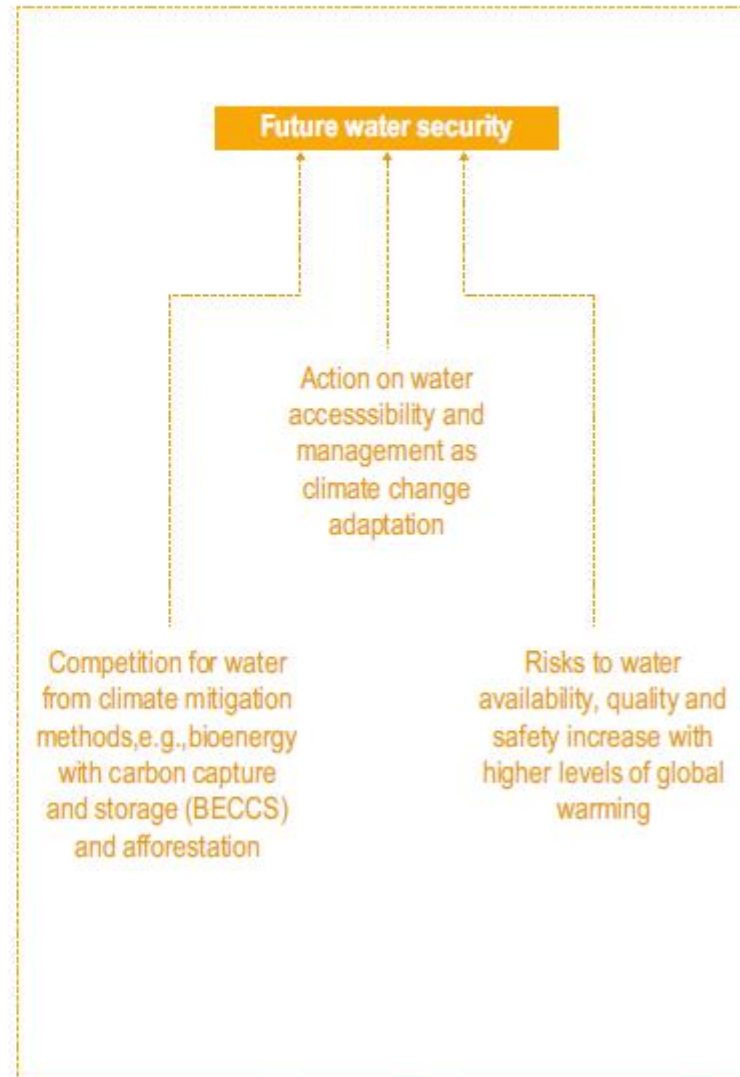 Future water security
Action on water
accesssibility and
management as
climate change
adaptation
Competition for water
from climate mitigation
methods,e.g.,bioenergy
with carbon capture
and storage (BECCS)
and afforestation
Risks to water
availability, quality and
safety increase with
higher levels of global
warming